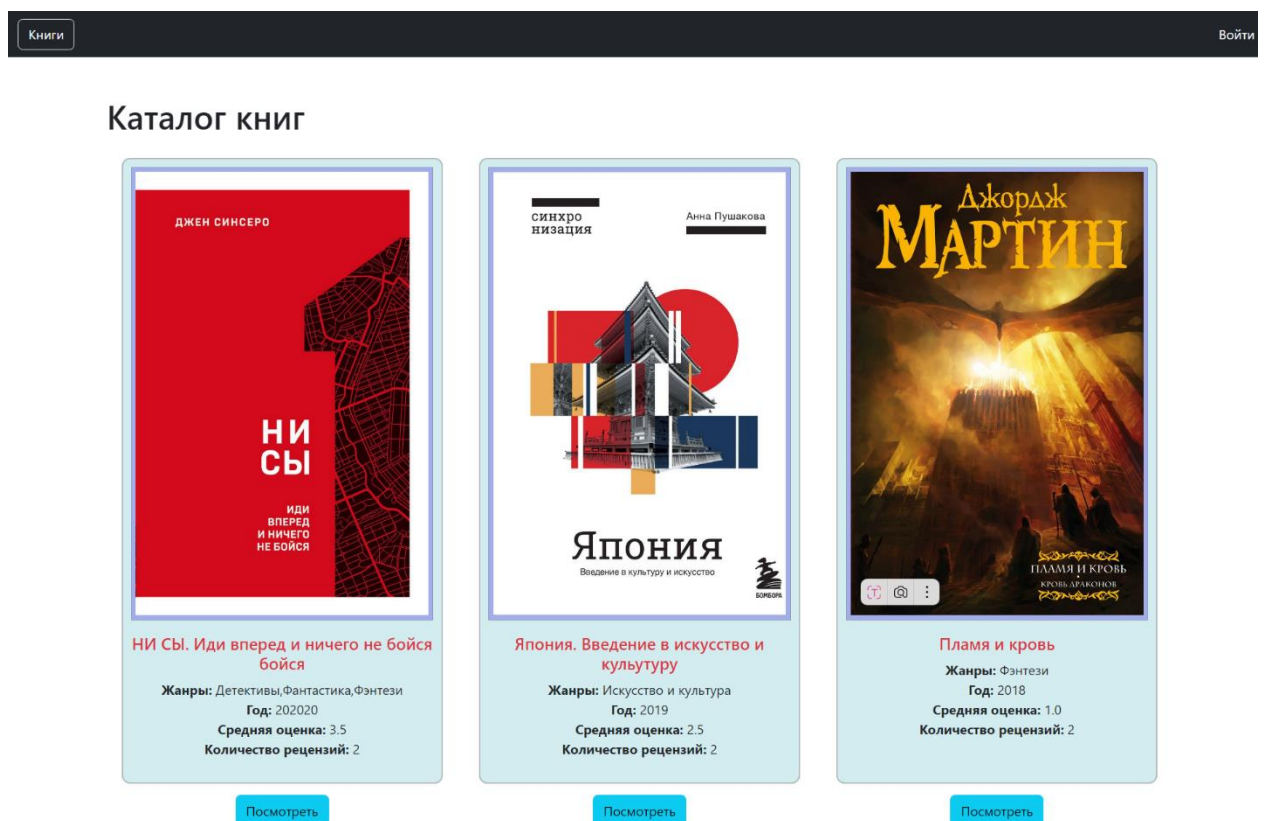 Книги
Войти
Каталог книг
ДЖЕН СИНСЕРО
НИ
СЫ
ИДИ
ВПЕРЕД
И НИЧЕГО
НЕ БОЙСЯ
НИ СЫ. Иди вперед и ничего не бойся
бойся
Жанры: Детективы,Фантастика,Фэнтези
Год: 202020
Средняя оценка: 3.5
Количество рецензий: 2
Посмотреть
синхро
низация
Анна Пушакова
Япония
Введение в культуру и искусство
БОМБОРА
Япония. Введение в искусство и
кульутуру
Жанры: Искусство и культура
Год: 2019
Средняя оценка: 2.5
Количество рецензий: 2
Посмотреть
Джордж
МАРТИН
ПЛАМЯ И КРОВЬ
КРОВЬ ДРАКОНОВ
Пламя и кровь
Жанры: Фэнтези
Год: 2018
Средняя оценка: 1.0
Количество рецензий: 2
Посмотреть